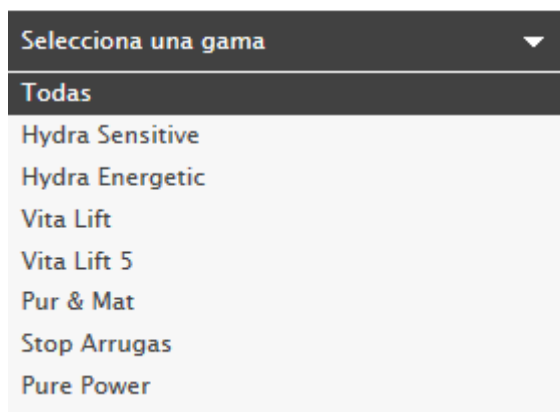 Selecciona una gama
Todas
Hydra Sensitive
Hydra Energetic
Vita Lift
Vita Lift 5
Pur & Mat
Stop Arrugas
Pure Power